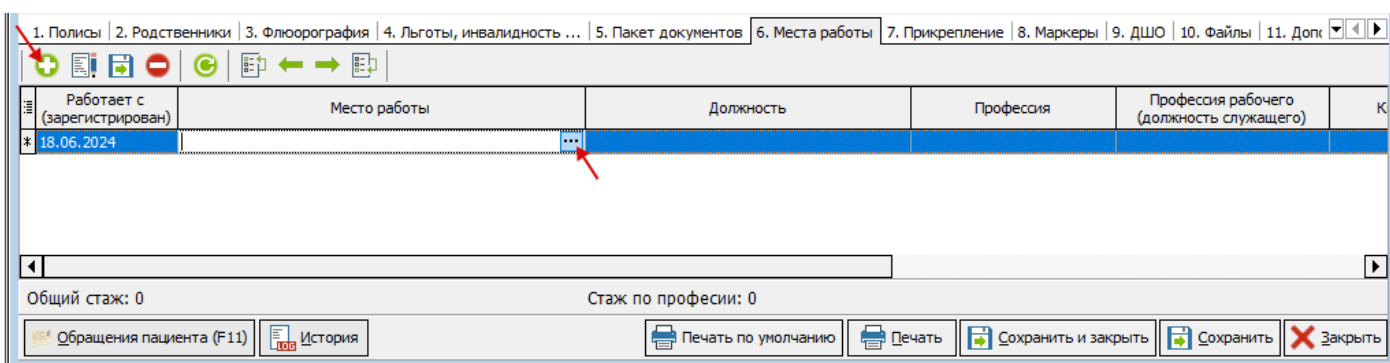 1. Полисы 2. Родственники 3. Флюорография 4. Льготы, инвалидность ... 5. Пакет документов 6. Места работы 7. Прикрепление 8. Маркеры 9. ДШО 10. Файлы 11. Допо
Работает с (зарегистрирован) Место работы Должность Профессия Профессия рабочего (должность служащего) К
* 18.06.2024 ...
Общий стаж: 0 Стаж по професии: 0
Обращения пациента (F11) LOG История Печать по умолчанию Печать Сохранить и закрыть Сохранить Закрыть